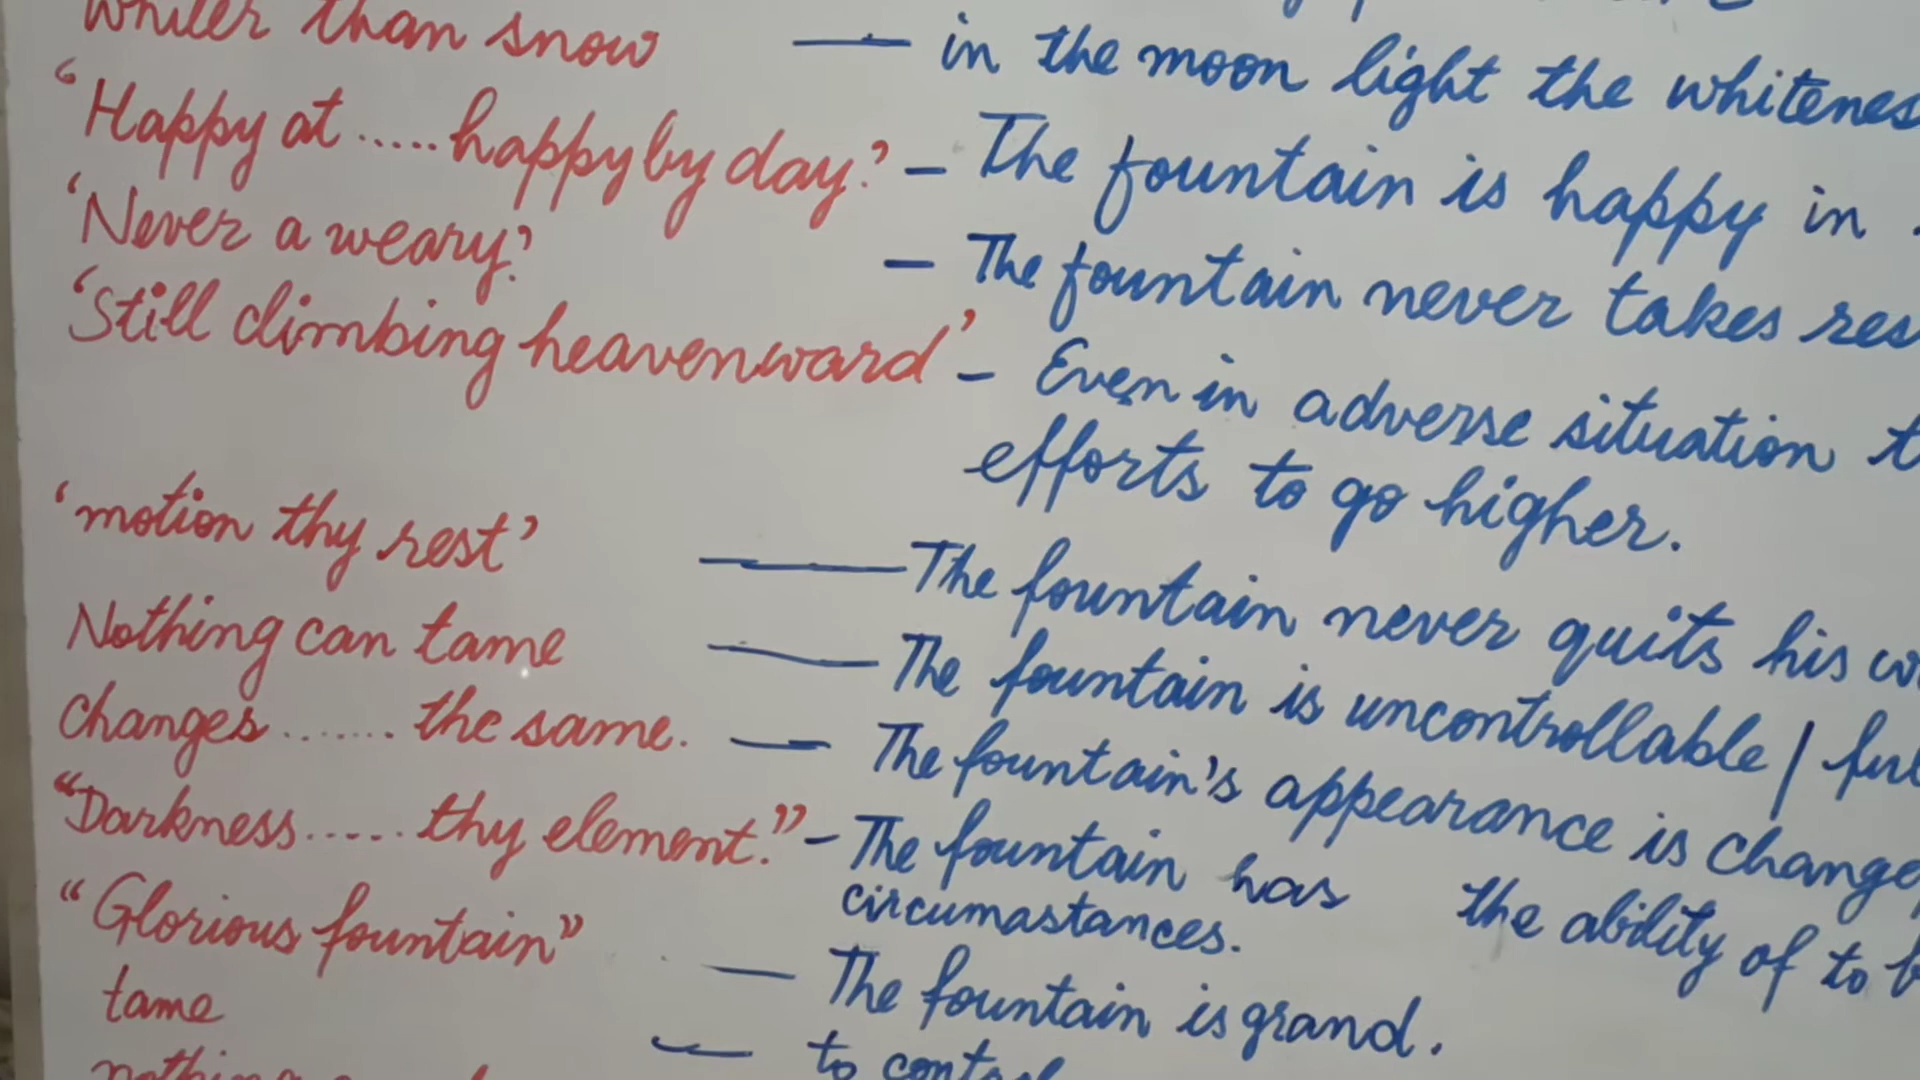 whiter than snow — in the moon light the whitenes
'Happy at ..... happy by day.' – The fountain is happy in
'Never a weary.' – The fountain never takes res
'Still climbing heavenward' – Even in adverse situation t
efforts to go higher.
'motion thy rest' — The fountain never quits his wo
Nothing can tame — The fountain is uncontrollable / ful
changes ....... the same. — The fountain's appearance is change
"Darkness ..... thy element." – The fountain has the ability of to b
circumastances.
"Glorious fountain" — The fountain is grand.
tame — to control